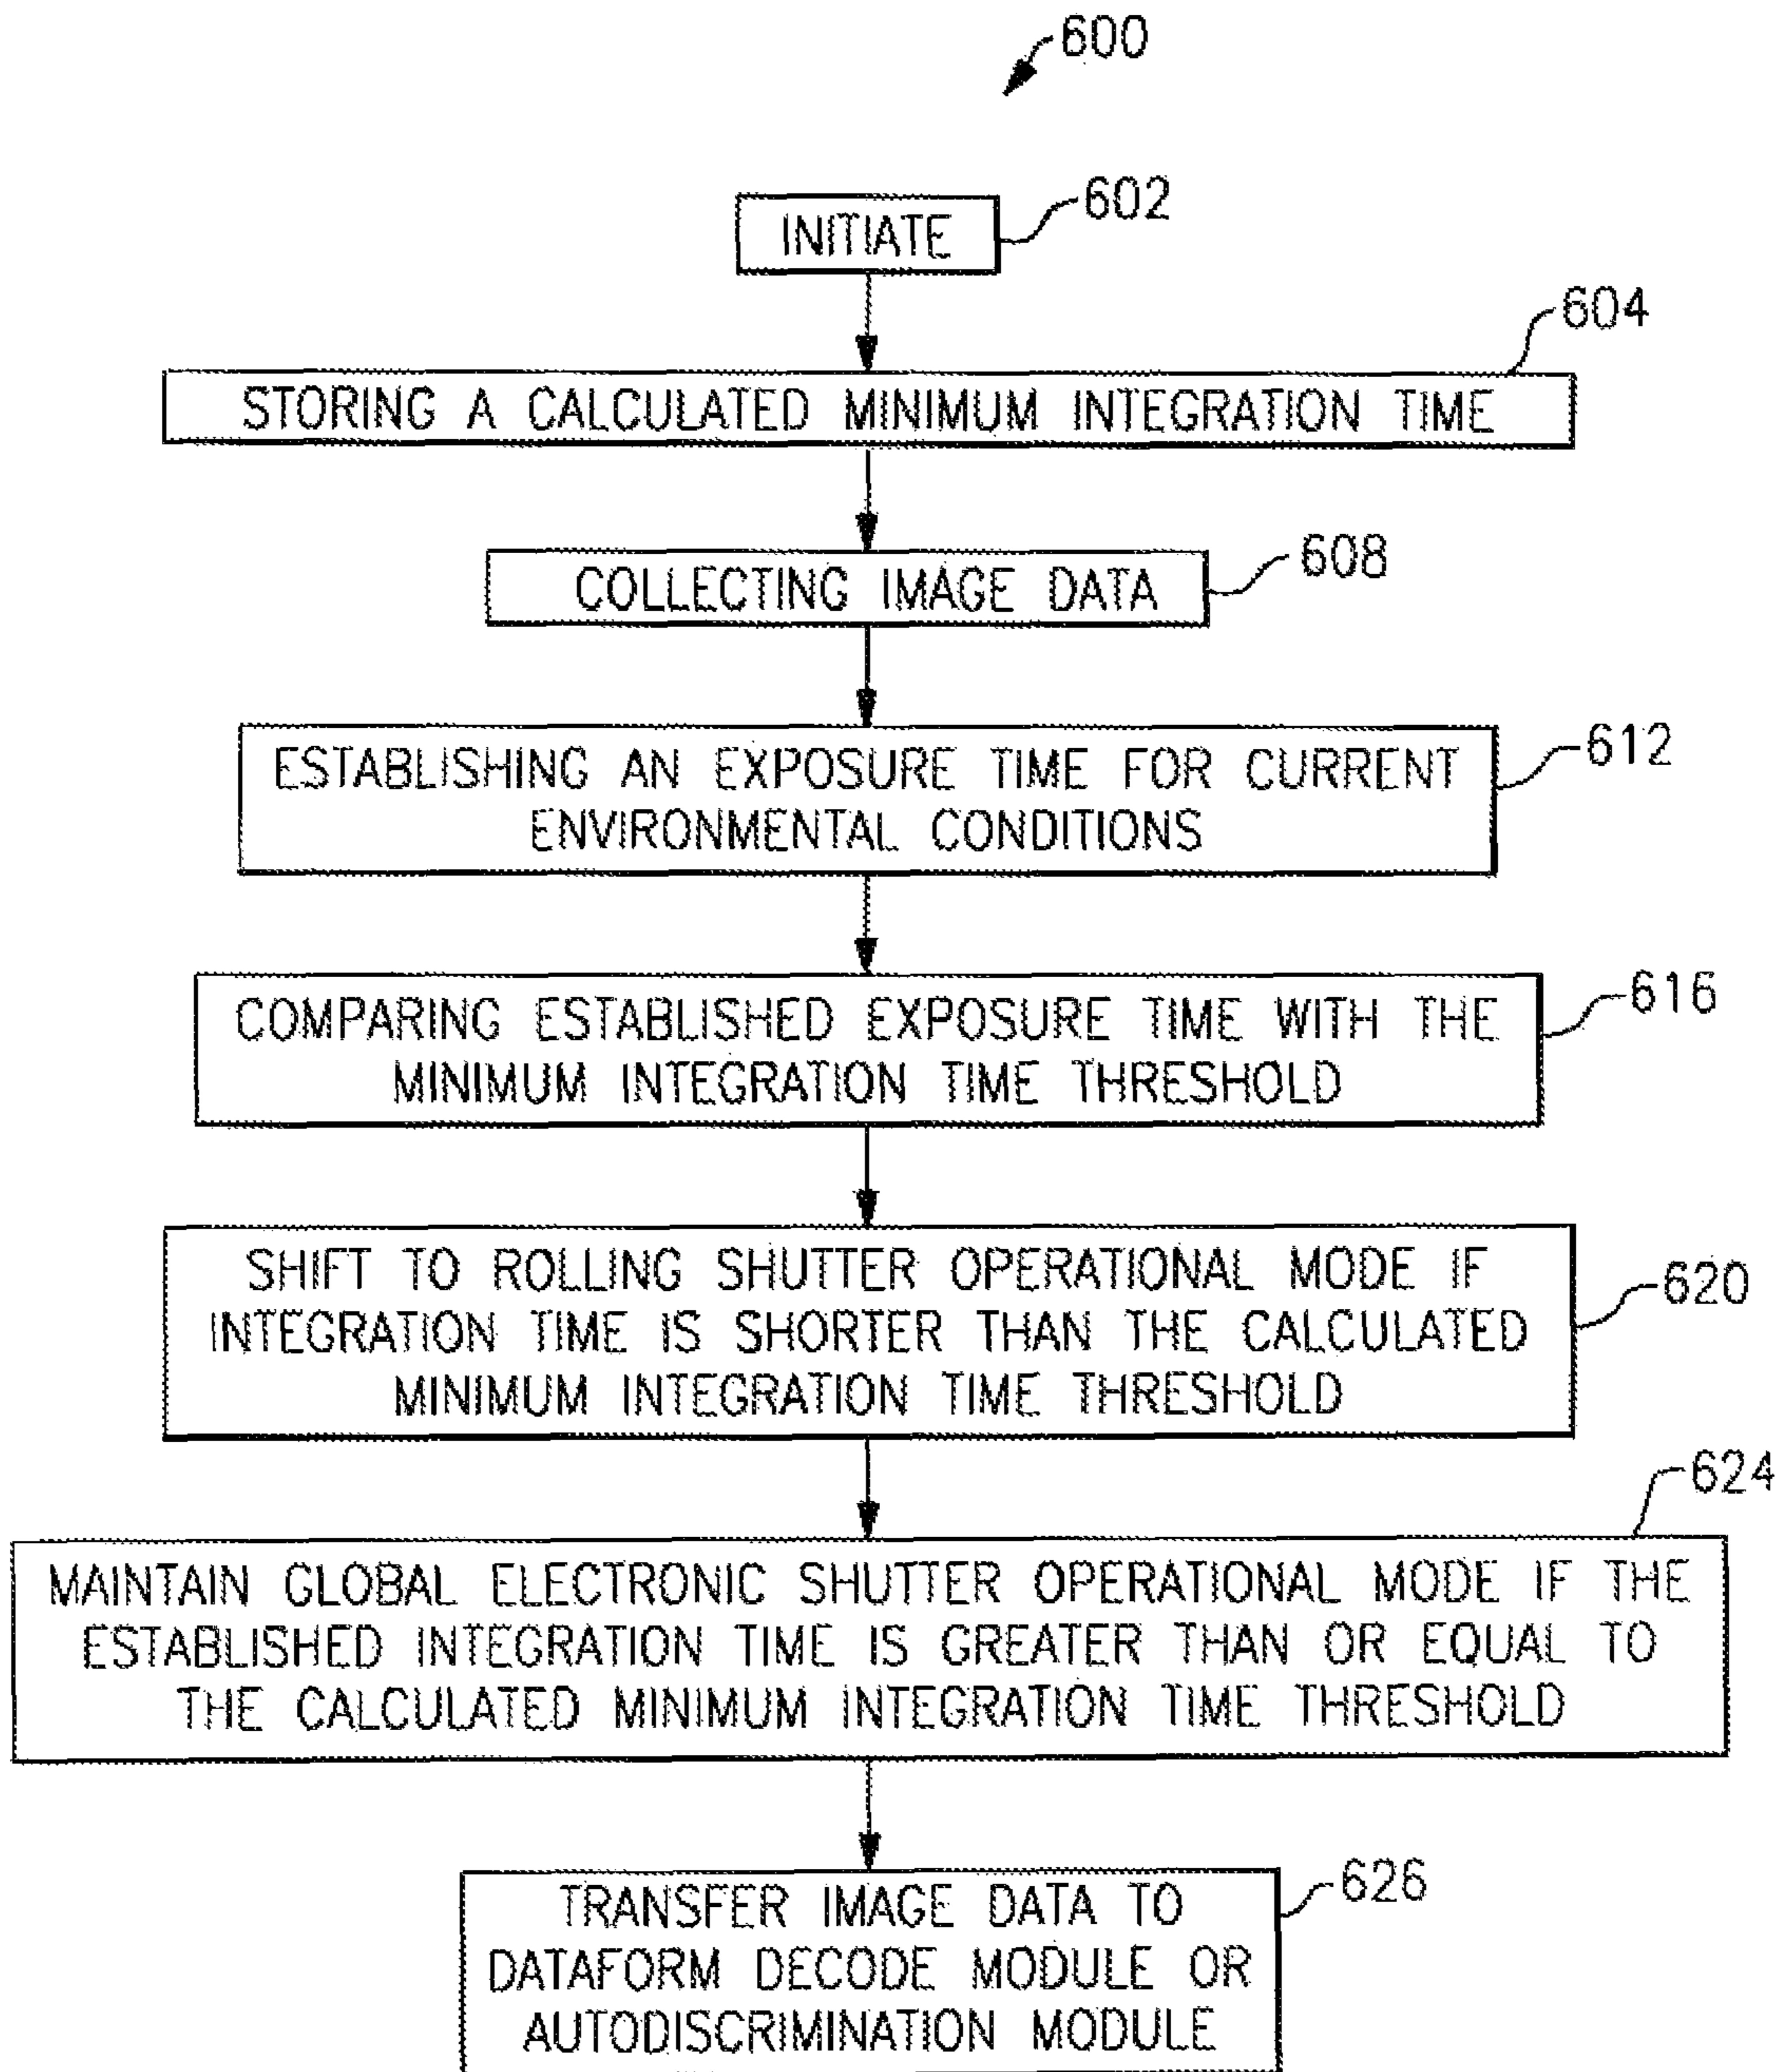 600
INITIATE
602
604
STORING A CALCULATED MINIMUM INTEGRATION TIME
COLLECTING IMAGE DATA
608
ESTABLISHING AN EXPOSURE TIME FOR CURRENT
ENVIRONMENTAL CONDITIONS
612
COMPARING ESTABLISHED EXPOSURE TIME WITH THE
MINIMUM INTEGRATION TIME THRESHOLD
616
SHIFT TO ROLLING SHUTTER OPERATIONAL MODE IF
INTEGRATION TIME IS SHORTER THAN THE CALCULATED
MINIMUM INTEGRATION TIME THRESHOLD
620
624
MAINTAIN GLOBAL ELECTRONIC SHUTTER OPERATIONAL MODE IF THE
ESTABLISHED INTEGRATION TIME IS GREATER THAN OR EQUAL TO
THE CALCULATED MINIMUM INTEGRATION TIME THRESHOLD
TRANSFER IMAGE DATA TO
DATAFORM DECODE MODULE OR
AUTODISCRIMINATION MODULE
626